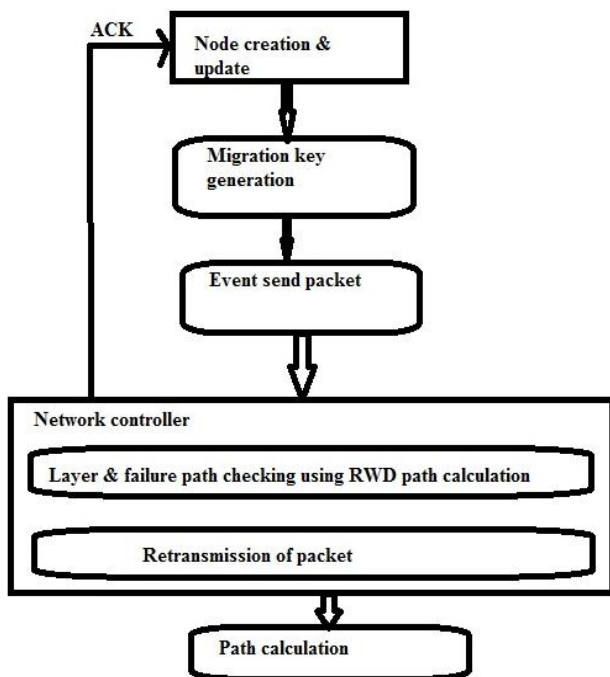 ACK
Node creation &
update
Migration key
generation
Event send packet
Network controller
Layer & failure path checking using RWD path calculation
Retransmission of packet
Path calculation